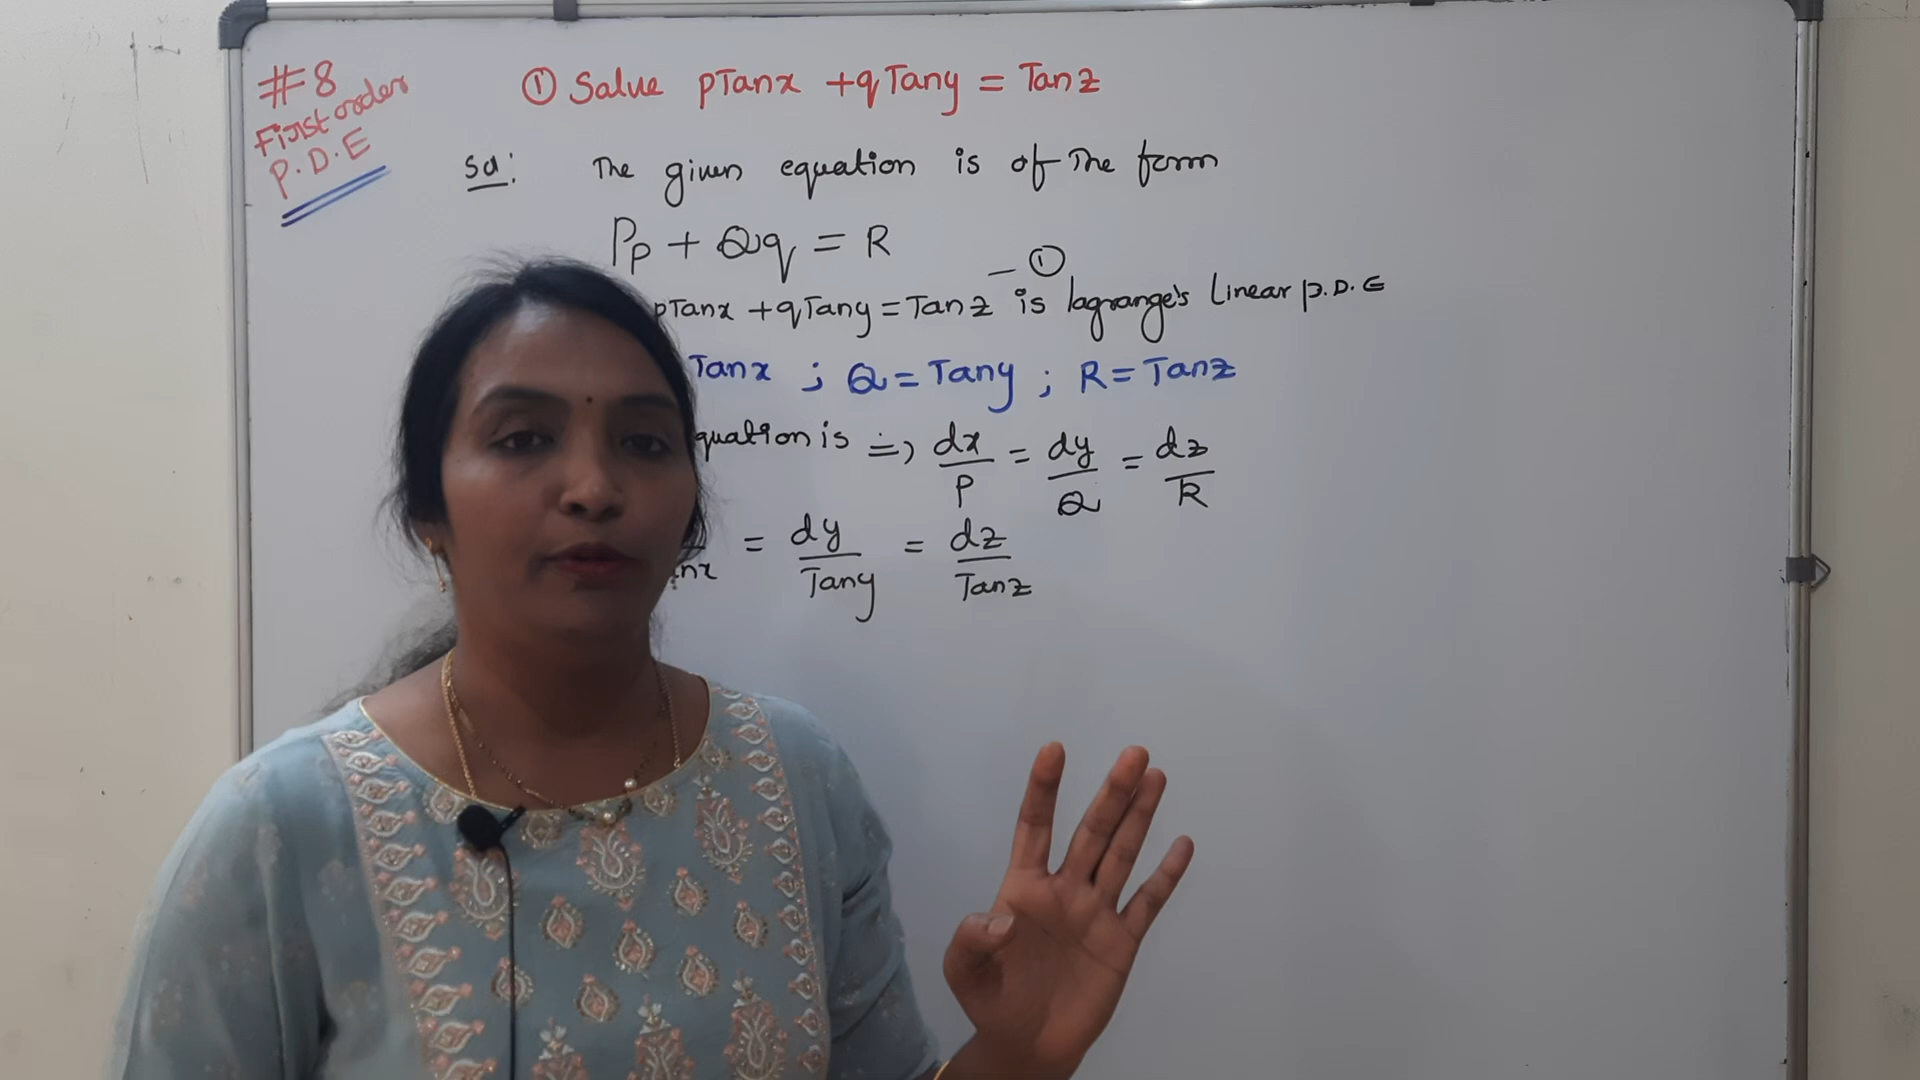 #8
First order
P.D.E
① Solve pTanx + qTany = Tanz
Sol: The given equation is of The form
Pp + Qq = R
pTanx + qTany = Tanz — ① is lagrange's Linear P.D.E
Tanx ; Q = Tany ; R = Tanz
equation is => dx/P = dy/Q = dz/R
= dy/Tany = dz/Tanz